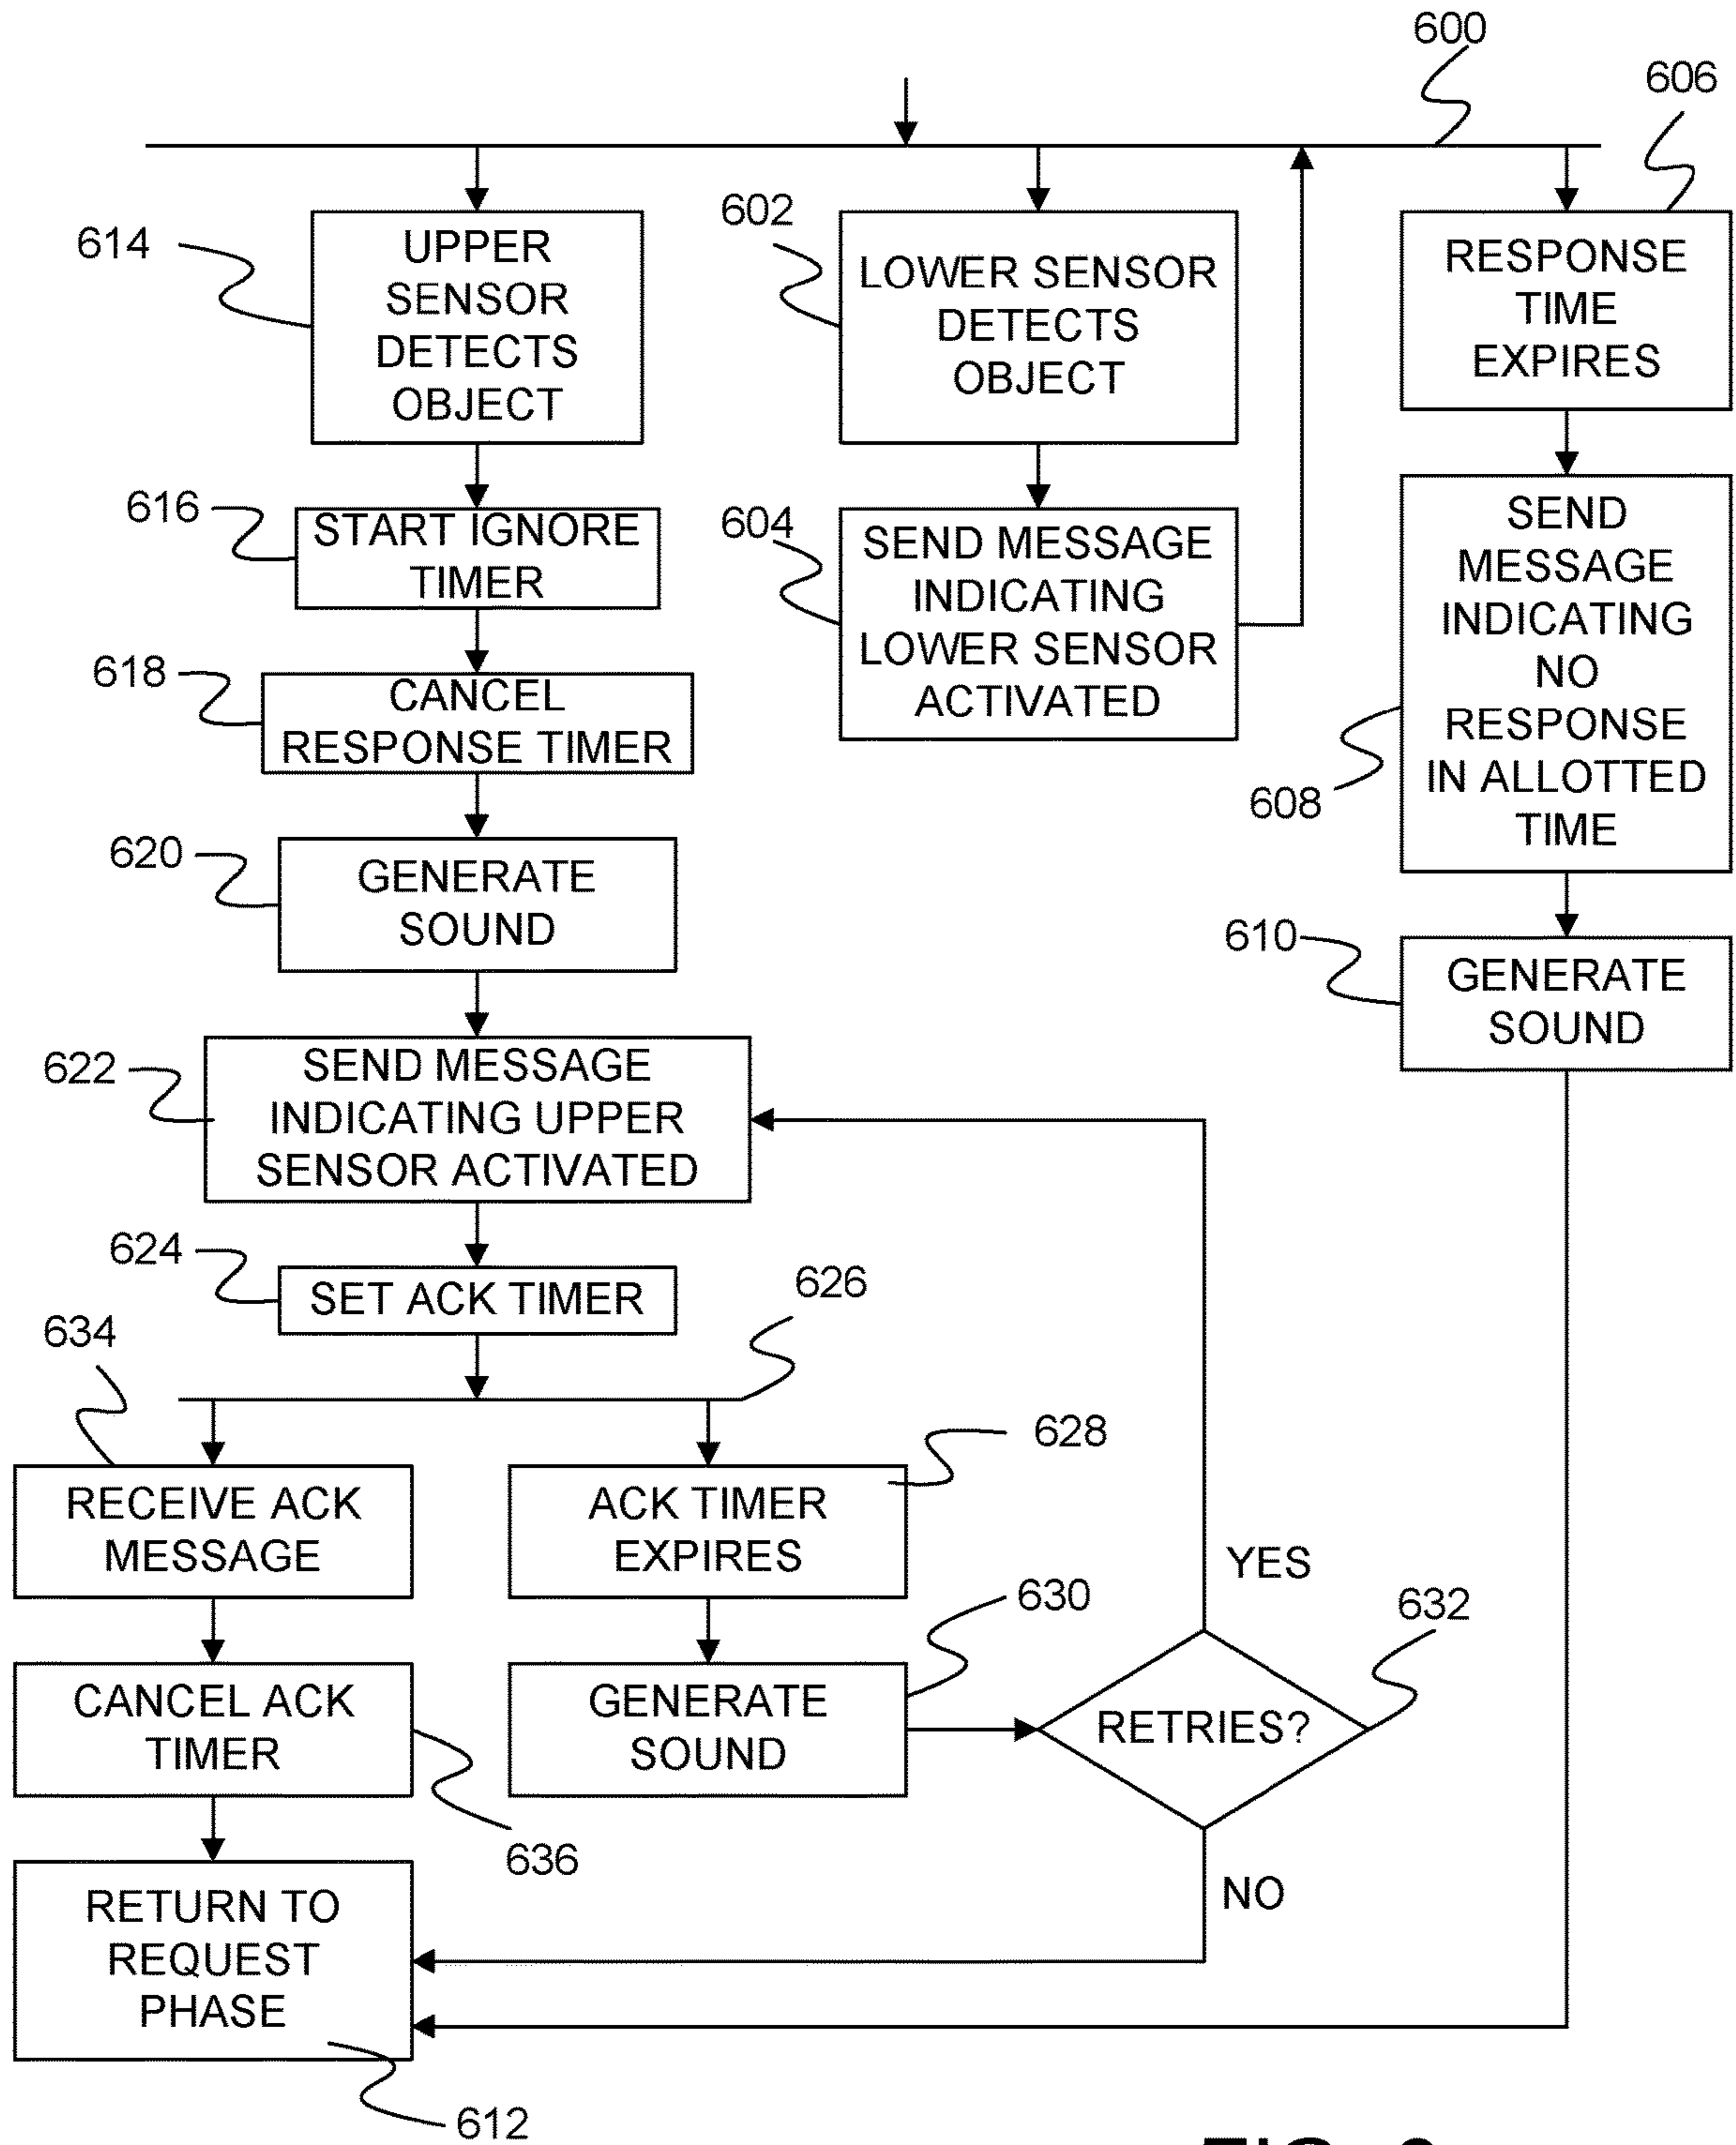 600
606
614
UPPER
SENSOR
DETECTS
OBJECT
602
LOWER SENSOR
DETECTS
OBJECT
RESPONSE
TIME
EXPIRES
616
START IGNORE
TIMER
604
SEND MESSAGE
INDICATING
LOWER SENSOR
ACTIVATED
SEND
MESSAGE
INDICATING
NO
RESPONSE
IN ALLOTTED
TIME
608
618
CANCEL
RESPONSE TIMER
620
GENERATE
SOUND
610
GENERATE
SOUND
622
SEND MESSAGE
INDICATING UPPER
SENSOR ACTIVATED
624
SET ACK TIMER
626
634
628
RECEIVE ACK
MESSAGE
ACK TIMER
EXPIRES
YES
630
632
CANCEL ACK
TIMER
GENERATE
SOUND
RETRIES?
636
NO
RETURN TO
REQUEST
PHASE
612